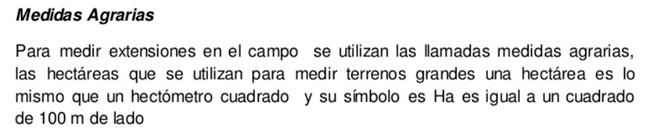 Medidas Agrarias
Para medir extensiones en el campo se utilizan las llamadas medidas agrarias,
las hectáreas que se utilizan para medir terrenos grandes una hectárea es lo
mismo que un hectómetro cuadrado y su símbolo es Ha es igual a un cuadrado
de 100 m de lado